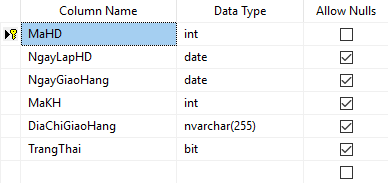 Column Name Data Type Allow Nulls
MaHD int
NgayLapHD date
NgayGiaoHang date
MaKH int
DiaChiGiaoHang nvarchar(255)
TrangThai bit